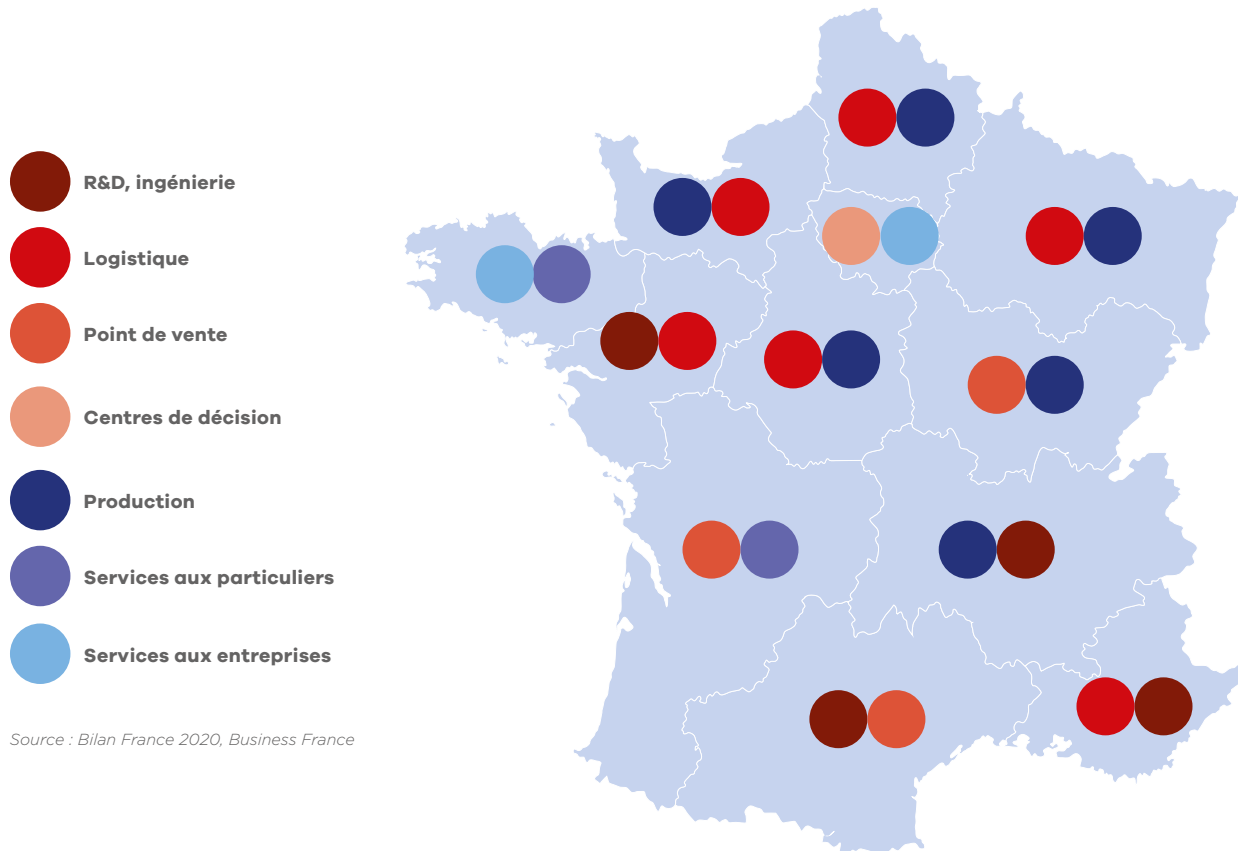 R&D, ingénierie
Logistique
Point de vente
Centres de décision
Production
Services aux particuliers
Services aux entreprises
Source : Bilan France 2020, Business France